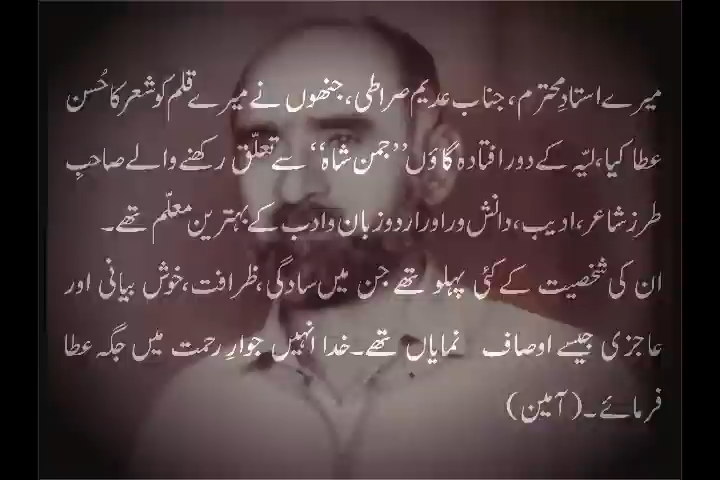 میرے استادِ محترم، جناب عدیم صراطی، جنھوں نے میرے قلم کو شعر کا حُسن
عطا کیا، لیّہ کے دور افتادہ گاؤں ’’جمن شاہ‘‘ سے تعلّق رکھنے والے صاحبِ
طرز شاعر، ادیب، دانش ور اور اردو زبان و ادب کے بہترین معلّم تھے۔
ان کی شخصیت کے کئی پہلو تھے جن میں سادگی، ظرافت، خوش بیانی اور
عاجزی جیسے اوصاف نمایاں تھے۔ خدا انہیں جوارِ رحمت میں جگہ عطا
فرمائے۔ (آمین)